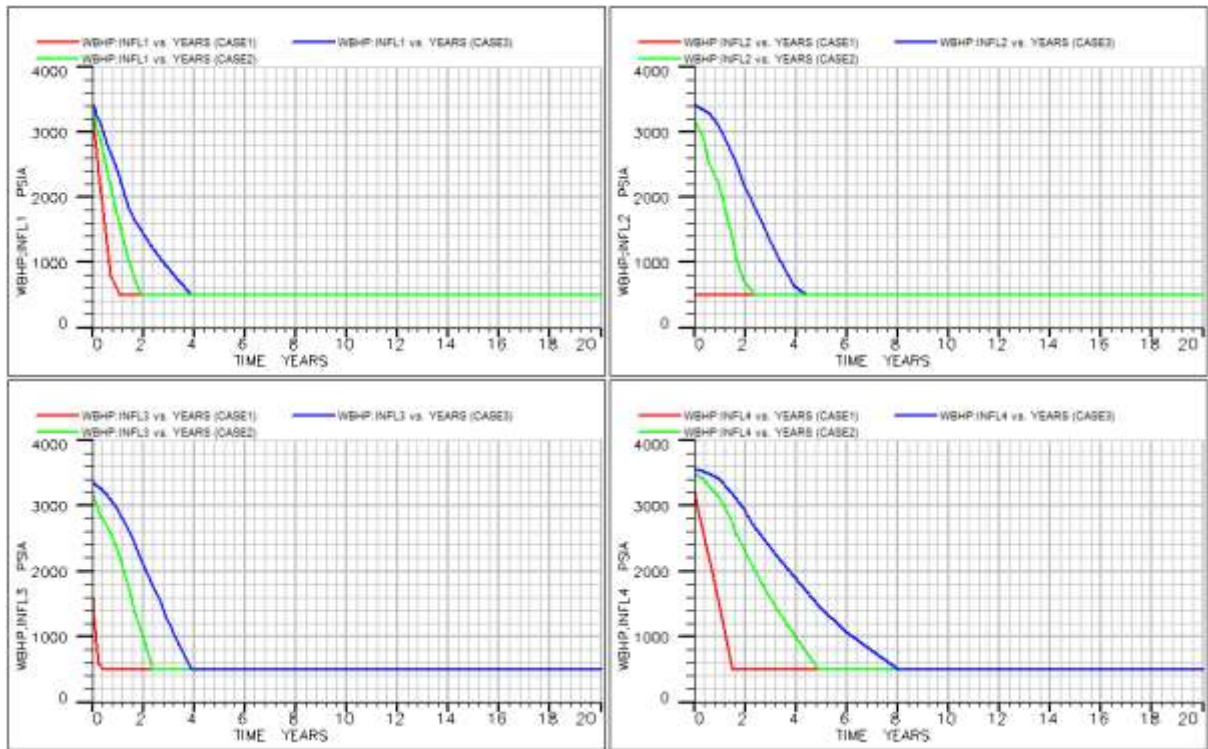 WBHP:INFL1 vs. YEARS (CASE1) WBHP:INFL1 vs. YEARS (CASE3)
WBHP:INFL1 vs. YEARS (CASE2)
4000
3000
2000
1000
0
WBHP:INFL1 PSIA
0 2 4 6 8 10 12 14 16 18 20
TIME YEARS
WBHP:INFL2 vs. YEARS (CASE1) WBHP:INFL2 vs. YEARS (CASE3)
WBHP:INFL2 vs. YEARS (CASE2)
4000
3000
2000
1000
0
WBHP:INFL2 PSIA
0 2 4 6 8 10 12 14 16 18 20
TIME YEARS
WBHP:INFL3 vs. YEARS (CASE1) WBHP:INFL3 vs. YEARS (CASE3)
WBHP:INFL3 vs. YEARS (CASE2)
4000
3000
2000
1000
0
WBHP,INFL3 PSIA
0 2 4 6 8 10 12 14 16 18 20
TIME YEARS
WBHP:INFL4 vs. YEARS (CASE1) WBHP:INFL4 vs. YEARS (CASE3)
WBHP:INFL4 vs. YEARS (CASE2)
4000
3000
2000
1000
0
WBHP,INFL4 PSIA
0 2 4 6 8 10 12 14 16 18 20
TIME YEARS